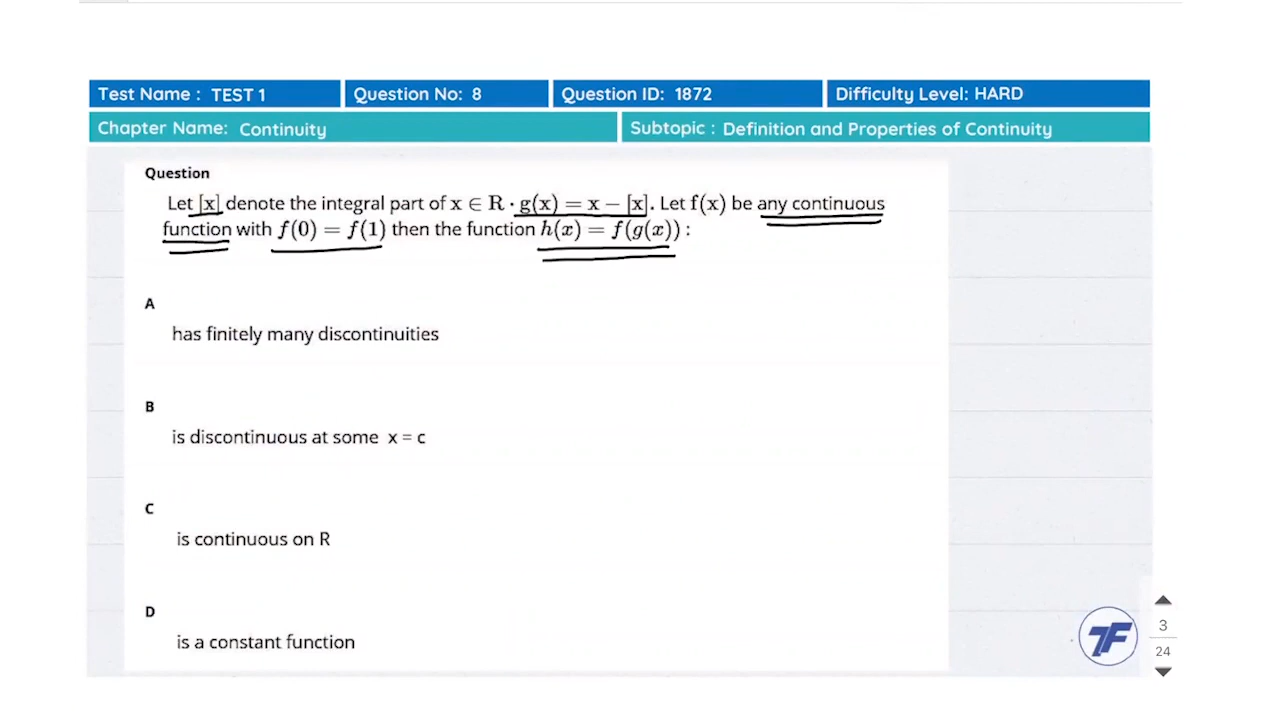 Test Name : TEST 1 Question No: 8 Question ID: 1872 Difficulty Level: HARD
Chapter Name: Continuity Subtopic : Definition and Properties of Continuity
Question
Let [x] denote the integral part of x ∈ R · g(x) = x − [x]. Let f(x) be any continuous
function with f(0) = f(1) then the function h(x) = f(g(x)) :
A
has finitely many discontinuities
B
is discontinuous at some x = c
C
is continuous on R
D
is a constant function
TF
3
24